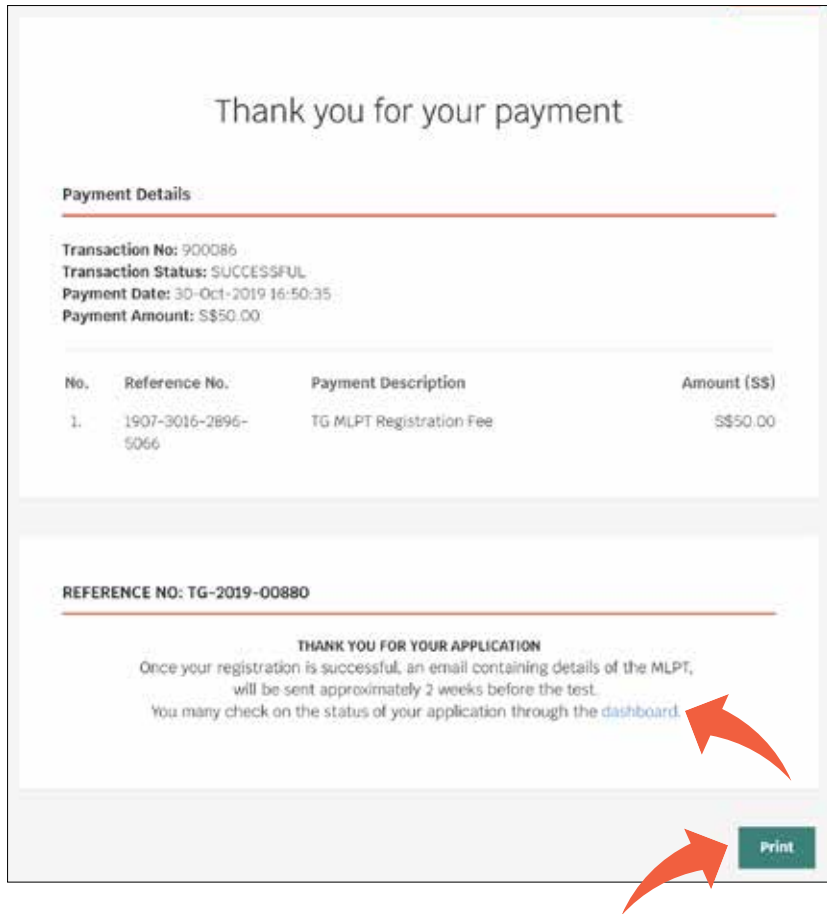 Thank you for your payment
Payment Details
Transaction No: 900086
Transaction Status: SUCCESSFUL
Payment Date: 30-Oct-2019 16:50:35
Payment Amount: S$50.00
No. Reference No. Payment Description Amount (S$)
1. 1907-3016-2896- TG MLPT Registration Fee S$50.00
5066
REFERENCE NO: TG-2019-00880
THANK YOU FOR YOUR APPLICATION
Once your registration is successful, an email containing details of the MLPT,
will be sent approximately 2 weeks before the test.
You many check on the status of your application through the dashboard.
Print